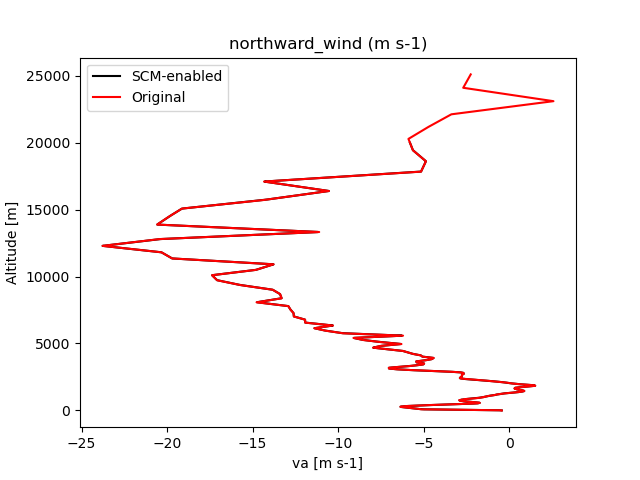 northward_wind (m s-1)
SCM-enabled
Original
25000
20000
15000
10000
5000
0
Altitude [m]
−25
−20
−15
−10
−5
0
va [m s-1]